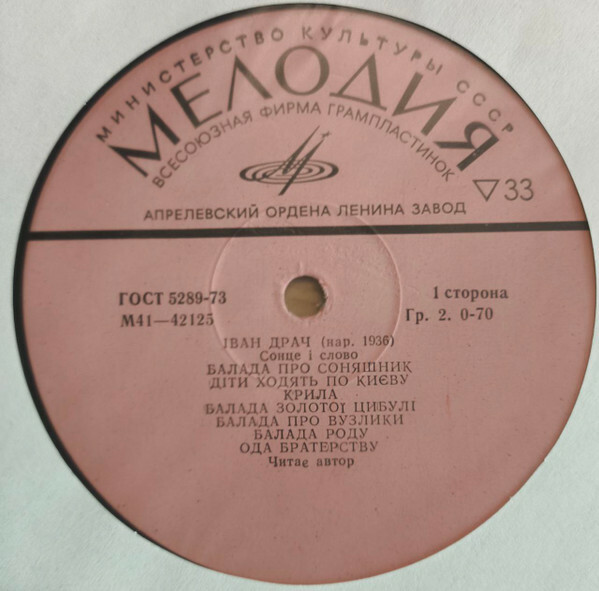 МИНИСТЕРСТВО КУЛЬТУРЫ СССР
МЕЛОДИЯ
ВСЕСОЮЗНАЯ ФИРМА ГРАМПЛАСТИНОК
▽33
АПРЕЛЕВСКИЙ ОРДЕНА ЛЕНИНА ЗАВОД
ГОСТ 5289-73
М41—42125
1 сторона
Гр. 2. 0-70
ІВАН ДРАЧ (нар. 1936)
Сонце і слово
БАЛАДА ПРО СОНЯШНИК
ДІТИ ХОДЯТЬ ПО КИЄВУ
КРИЛА
БАЛАДА ЗОЛОТОЇ ЦИБУЛІ
БАЛАДА ПРО ВУЗЛИКИ
БАЛАДА РОДУ
ОДА БРАТЕРСТВУ
Читає автор